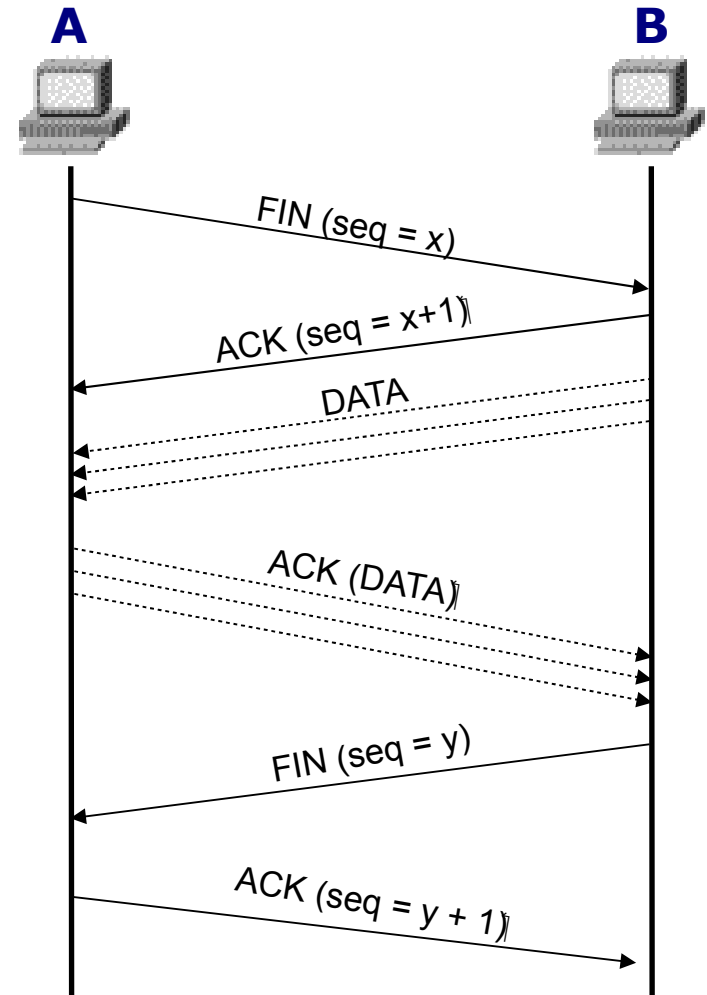 A
B
FIN (seq = x)
ACK (seq = x+1)
DATA
ACK (DATA)
FIN (seq = y)
ACK (seq = y + 1)